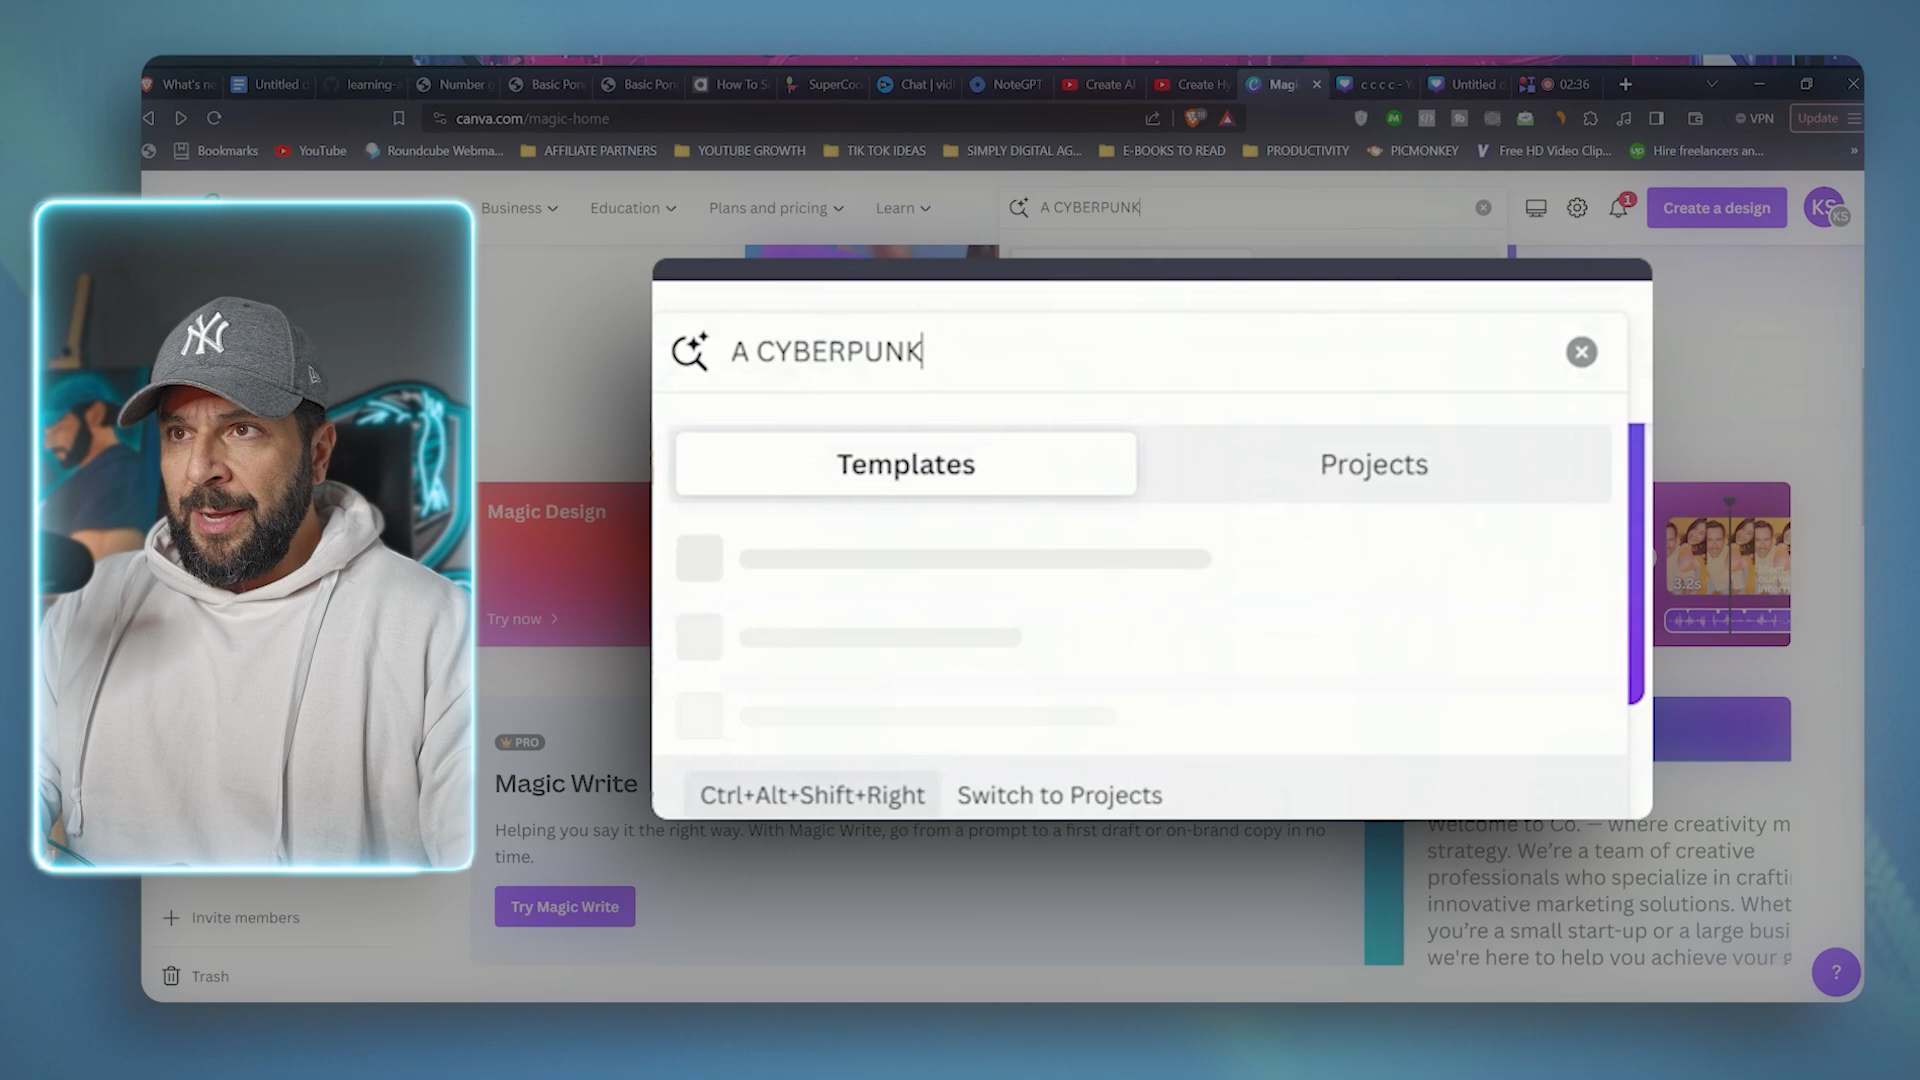 What's ne
Untitled d
learning-
Number g
Basic Pon
Basic Pon
How To S
SuperCoo
Chat | vidI
NoteGPT
Create AI
Create Hy
Magi
c c c c - Y
Untitled d
02:36
canva.com/magic-home
VPN
Update
Bookmarks
YouTube
Roundcube Webma...
AFFILIATE PARTNERS
YOUTUBE GROWTH
TIK TOK IDEAS
SIMPLY DIGITAL AG...
E-BOOKS TO READ
PRODUCTIVITY
PICMONKEY
Free HD Video Clip...
Hire freelancers an...
Business
Education
Plans and pricing
Learn
A CYBERPUNK
1
Create a design
KS
KS
A CYBERPUNK
Templates
Projects
Ctrl+Alt+Shift+Right
Switch to Projects
NY
Magic Design
Try now
3.2s
PRO
Magic Write
Helping you say it the right way. With Magic Write, go from a prompt to a first draft or on-brand copy in no
time.
Try Magic Write
Welcome to Co. — where creativity m
strategy. We're a team of creative
professionals who specialize in crafti
innovative marketing solutions. Whet
you're a small start-up or a large busi
we're here to help you achieve your g
Invite members
Trash
?